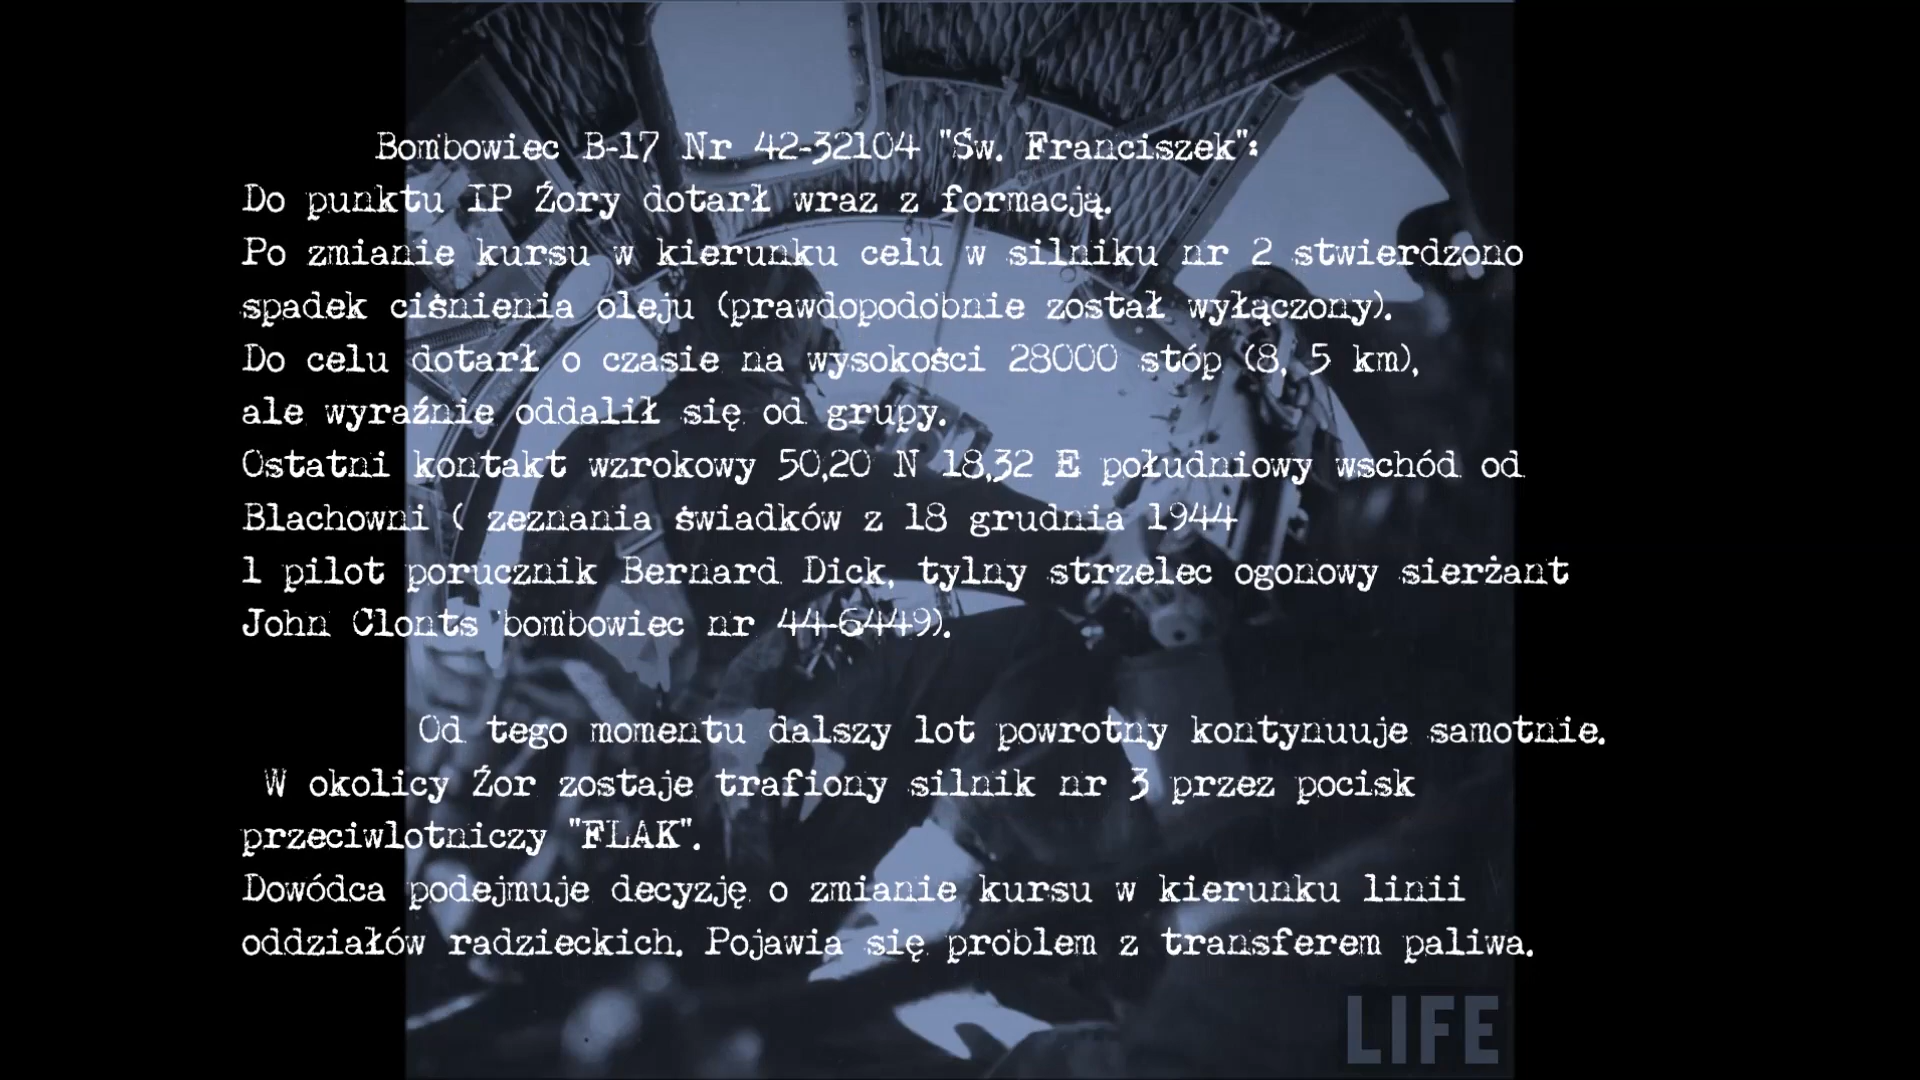 Bombowiec B-17 Nr 42-32104 "Św. Franciszek":
Do punktu IP Źory dotarł wraz z formacją.
Po zmianie kursu w kierunku celu w silniku nr 2 stwierdzono
spadek ciśnienia oleju (prawdopodobnie został wyłączony).
Do celu dotarł o czasie na wysokości 28000 stóp (8, 5 km),
ale wyraźnie oddalił się od grupy.
Ostatni kontakt wzrokowy 50,20 N 18,32 E południowy wschód od
Blachowni ( zeznania świadków z 18 grudnia 1944
1 pilot porucznik Bernard Dick, tylny strzelec ogonowy sierżant
John Clonts bombowiec nr 44-6449).
Od tego momentu dalszy lot powrotny kontynuuje samotnie.
W okolicy Źor zostaje trafiony silnik nr 3 przez pocisk
przeciwlotniczy "FLAK".
Dowódca podejmuje decyzję o zmianie kursu w kierunku linii
oddziałów radzieckich. Pojawia się problem z transferem paliwa.
LIFE